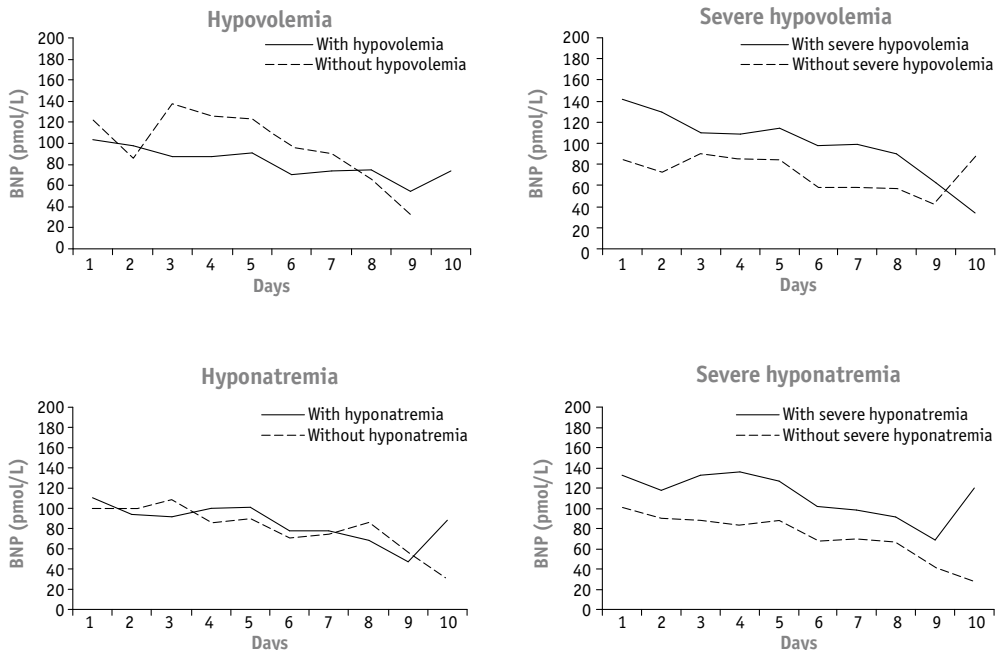 Hypovolemia
With hypovolemia
Without hypovolemia
BNP (pmol/L)
200
180
160
140
120
100
80
60
40
20
0
1 2 3 4 5 6 7 8 9 10
Days
Severe hypovolemia
With severe hypovolemia
Without severe hypovolemia
BNP (pmol/L)
200
180
160
140
120
100
80
60
40
20
0
1 2 3 4 5 6 7 8 9 10
Days
Hyponatremia
With hyponatremia
Without hyponatremia
BNP (pmol/L)
200
180
160
140
120
100
80
60
40
20
0
1 2 3 4 5 6 7 8 9 10
Days
Severe hyponatremia
With severe hyponatremia
Without severe hyponatremia
BNP (pmol/L)
200
180
160
140
120
100
80
60
40
20
0
1 2 3 4 5 6 7 8 9 10
Days